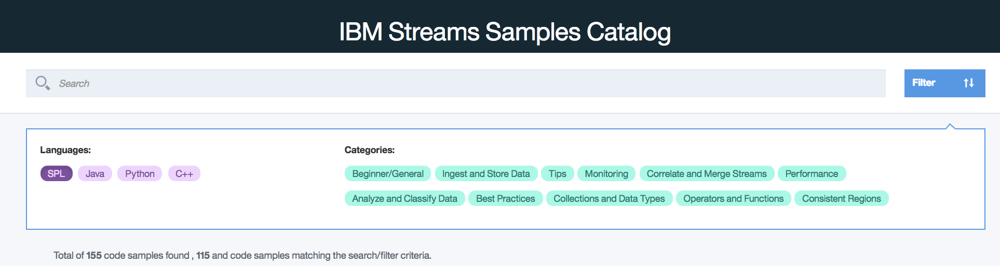 IBM Streams Samples Catalog
Search
Filter
Languages:
SPL Java Python C++
Categories:
Beginner/General Ingest and Store Data Tips Monitoring Correlate and Merge Streams Performance
Analyze and Classify Data Best Practices Collections and Data Types Operators and Functions Consistent Regions
Total of 155 code samples found , 115 and code samples matching the search/filter criteria.